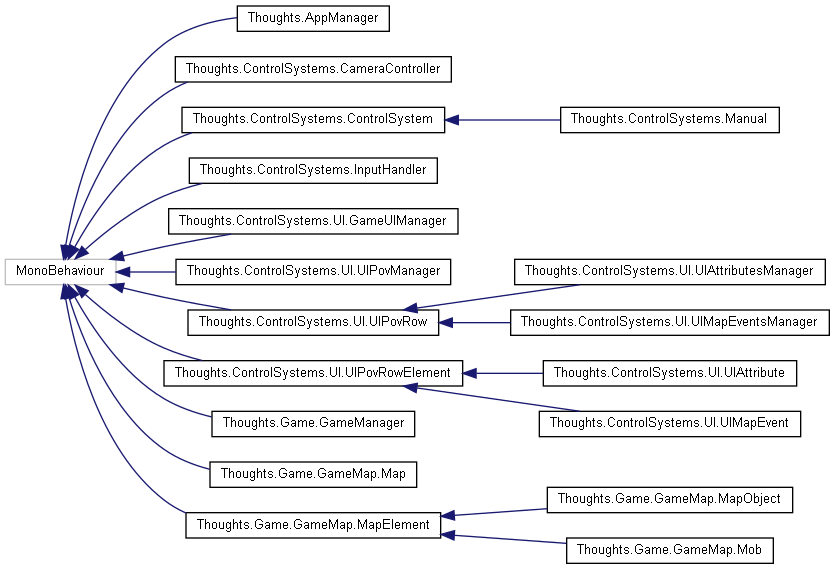 Thoughts.AppManager
Thoughts.ControlSystems.CameraController
Thoughts.ControlSystems.ControlSystem
Thoughts.ControlSystems.Manual
Thoughts.ControlSystems.InputHandler
Thoughts.ControlSystems.UI.GameUIManager
MonoBehaviour
Thoughts.ControlSystems.UI.UIPovManager
Thoughts.ControlSystems.UI.UIAttributesManager
Thoughts.ControlSystems.UI.UIPovRow
Thoughts.ControlSystems.UI.UIMapEventsManager
Thoughts.ControlSystems.UI.UIPovRowElement
Thoughts.ControlSystems.UI.UIAttribute
Thoughts.Game.GameManager
Thoughts.ControlSystems.UI.UIMapEvent
Thoughts.Game.GameMap.Map
Thoughts.Game.GameMap.MapObject
Thoughts.Game.GameMap.MapElement
Thoughts.Game.GameMap.Mob